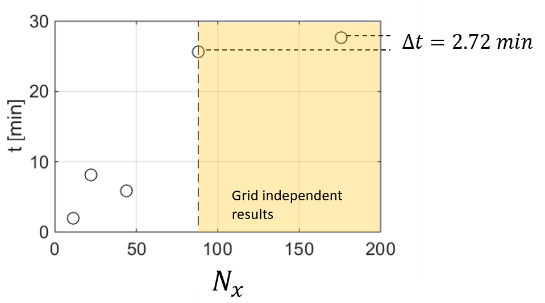 30
20
10
0
t [min]
0
50
100
150
200
N_x
Δt = 2.72 min
Grid independent
results